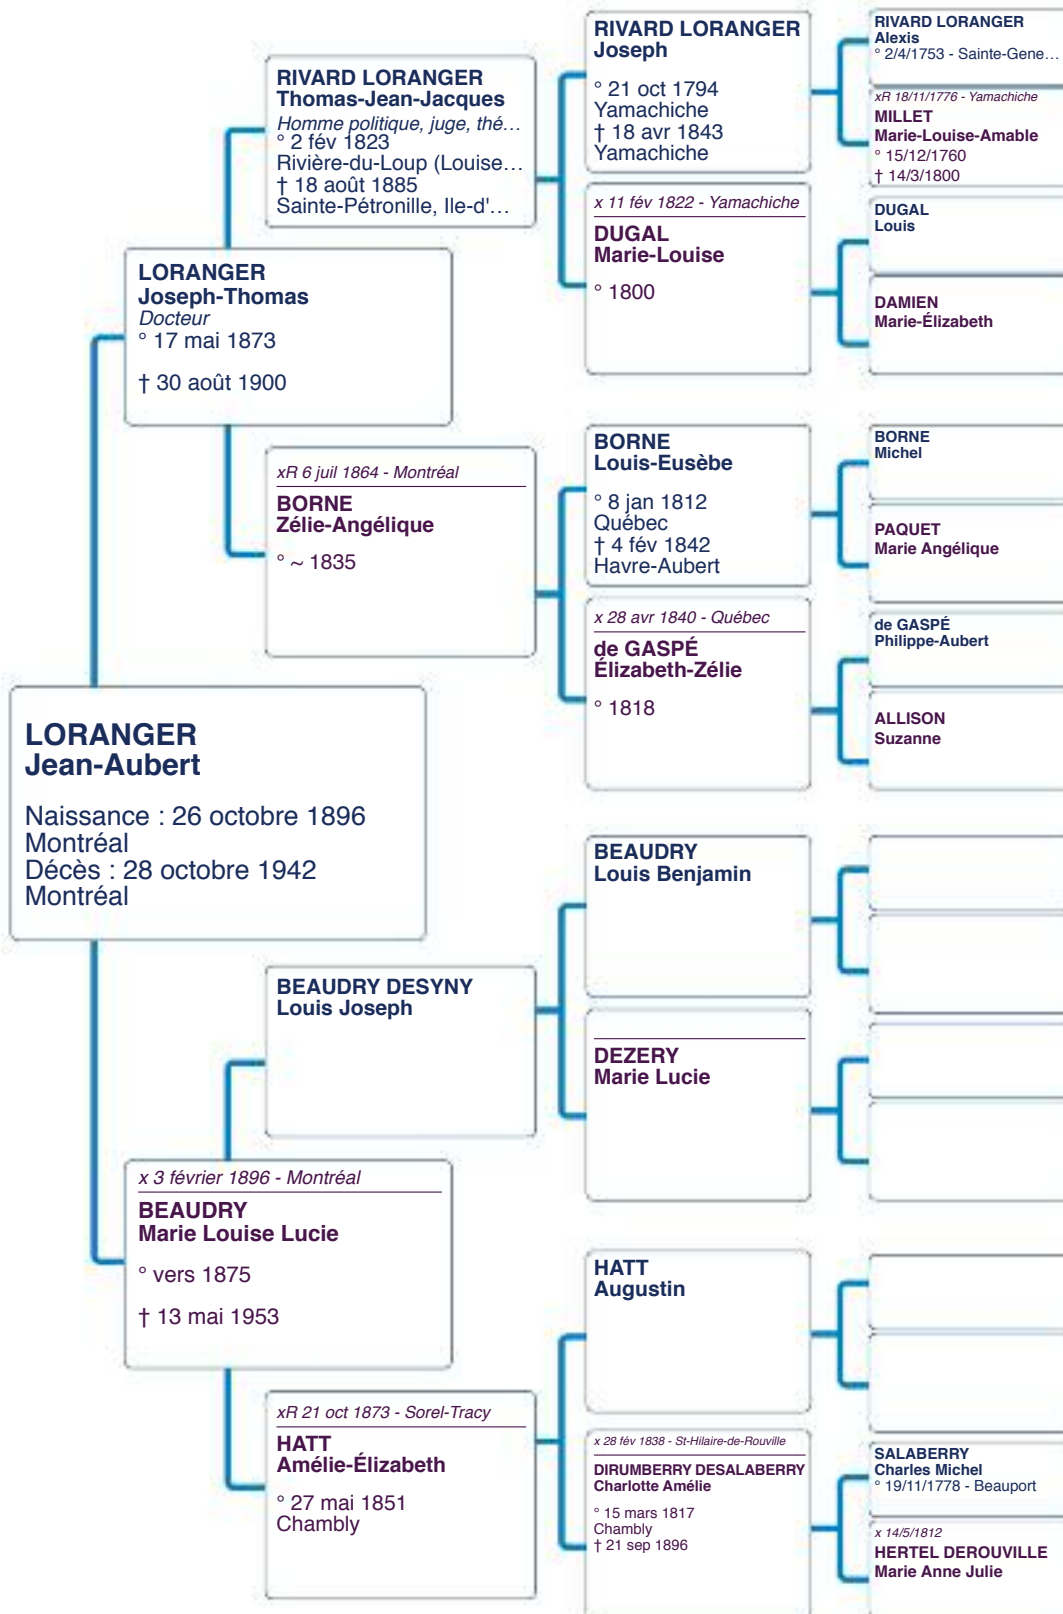 RIVARD LORANGER
Thomas-Jean-Jacques
Homme politique, juge, thé...
° 2 fév 1823
Rivière-du-Loup (Louise...
† 18 août 1885
Sainte-Pétronille, Ile-d'...
RIVARD LORANGER
Joseph
° 21 oct 1794
Yamachiche
† 18 avr 1843
Yamachiche
RIVARD LORANGER
Alexis
° 2/4/1753 - Sainte-Gene...
xR 18/11/1776 - Yamachiche
MILLET
Marie-Louise-Amable
° 15/12/1760
† 14/3/1800
x 11 fév 1822 - Yamachiche
DUGAL
Marie-Louise
° 1800
DUGAL
Louis
DAMIEN
Marie-Élizabeth
LORANGER
Joseph-Thomas
Docteur
° 17 mai 1873
† 30 août 1900
xR 6 juil 1864 - Montréal
BORNE
Zélie-Angélique
° ~ 1835
BORNE
Louis-Eusèbe
° 8 jan 1812
Québec
† 4 fév 1842
Havre-Aubert
BORNE
Michel
PAQUET
Marie Angélique
x 28 avr 1840 - Québec
de GASPÉ
Élizabeth-Zélie
° 1818
de GASPÉ
Philippe-Aubert
ALLISON
Suzanne
LORANGER
Jean-Aubert
Naissance : 26 octobre 1896
Montréal
Décès : 28 octobre 1942
Montréal
BEAUDRY DESYNY
Louis Joseph
BEAUDRY
Louis Benjamin
DEZERY
Marie Lucie
x 3 février 1896 - Montréal
BEAUDRY
Marie Louise Lucie
° vers 1875
† 13 mai 1953
xR 21 oct 1873 - Sorel-Tracy
HATT
Amélie-Élizabeth
° 27 mai 1851
Chambly
HATT
Augustin
x 28 fév 1838 - St-Hilaire-de-Rouville
DIRUMBERRY DESALABERRY
Charlotte Amélie
° 15 mars 1817
Chambly
† 21 sep 1896
SALABERRY
Charles Michel
° 19/11/1778 - Beauport
x 14/5/1812
HERTEL DEROUVILLE
Marie Anne Julie